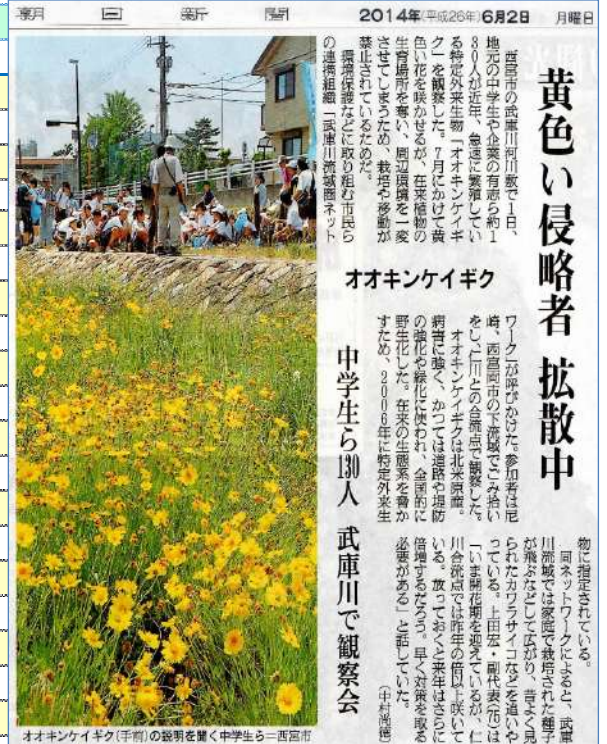 朝日新聞
2014年(平成26年)6月2日 月曜日
黄色い侵略者 拡散中
オオキンケイギク
中学生ら130人 武庫川で観察会
西宮市の武庫川河川敷で1日、
地元の中学生や企業の有志ら約1
30人が近年、急速に繁殖してい
る特定外来生物「オオキンケイギ
ク」を観察した。7月にかけて黄
色い花を咲かせるが、在来植物の
生育場所を奪い、周辺環境を一変
させてしまうため、栽培や移動が
禁止されているためだ。
環境保護などに取り組む市民ら
の連携組織「武庫川流域圏ネット
ワーク」が呼びかけた。参加者は尼
崎、西宮両市の下流域でごみ拾い
をし、仁川との合流点で観察した。
オオキンケイギクは北米原産。
病害に強く、かつては道路や堤防
の強化や緑化に使われ、全国的に
野生化した。在来の生態系を脅か
すため、2006年に特定外来生
物に指定されている。
同ネットワークによると、武庫
川流域では家庭で栽培された種子
が飛ぶなどして広がり、昔よく見
られたカワラサイコなどを追いや
っている。上田宏・副代表(75)は
「いま開花期を迎えているが、仁
川合流点では昨年の倍以上咲いて
いる。放っておくと来年はさらに
倍増するだろう。早く対策を取る
必要がある」と話していた。
(中村尚徳)
オオキンケイギク(手前)の説明を聞く中学生ら=西宮市